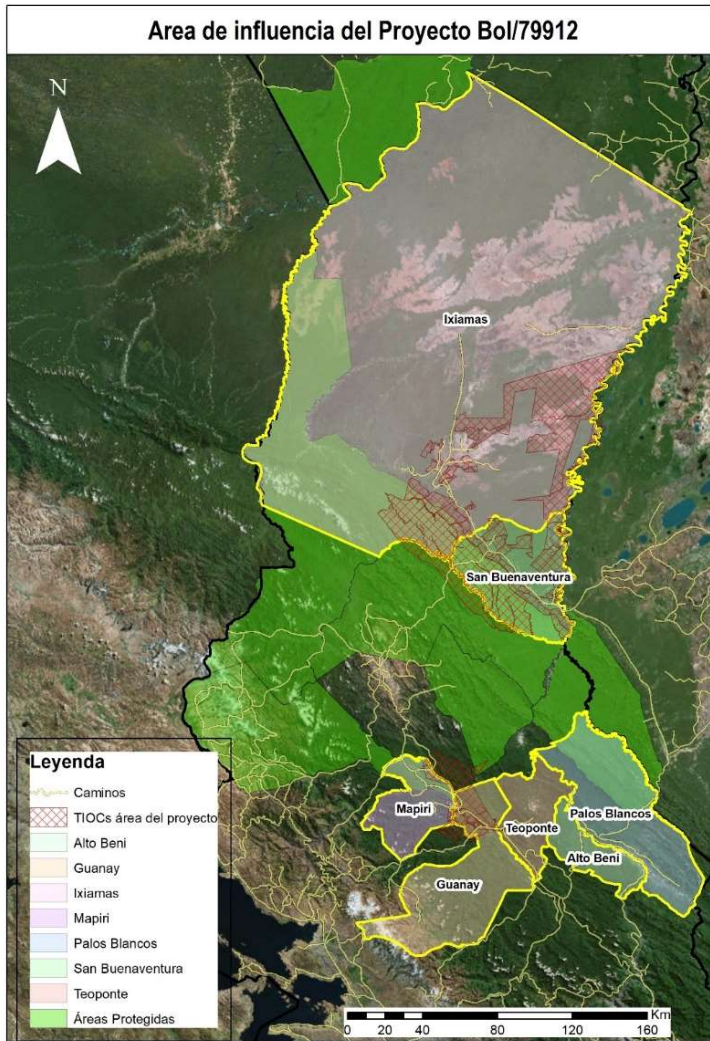 Area de influencia del Proyecto Bol/79912
N
Ixiamas
San Buenaventura
Mapiri
Teoponte
Palos Blancos
Alto Beni
Guanay
Leyenda
Caminos
TIOCs área del proyecto
Alto Beni
Guanay
Ixiamas
Mapiri
Palos Blancos
San Buenaventura
Teoponte
Áreas Protegidas
Km
0 20 40 80 120 160